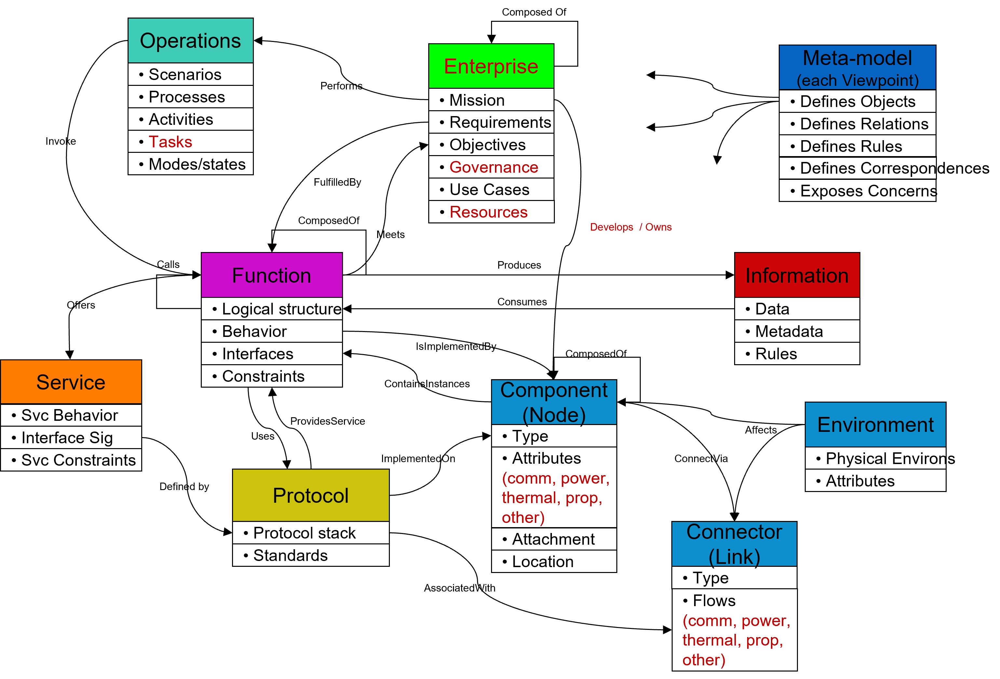 Composed Of
Operations
• Scenarios
• Processes
• Activities
• Tasks
• Modes/states
Enterprise
• Mission
• Requirements
• Objectives
• Governance
• Use Cases
• Resources
Meta-model
(each Viewpoint)
• Defines Objects
• Defines Relations
• Defines Rules
• Defines Correspondences
• Exposes Concerns
Performs
Invoke
FulfilledBy
ComposedOf
Meets
Develops / Owns
Calls
Function
• Logical structure
• Behavior
• Interfaces
• Constraints
Produces
Consumes
Information
• Data
• Metadata
• Rules
Offers
IsImplementedBy
ComposedOf
ContainsInstances
Service
• Svc Behavior
• Interface Sig
• Svc Constraints
ProvidesService
Uses
Component
(Node)
• Type
• Attributes
(comm, power,
thermal, prop,
other)
• Attachment
• Location
Affects
Environment
• Physical Environs
• Attributes
ImplementedOn
ConnectVia
Defined by
Protocol
• Protocol stack
• Standards
AssociatedWith
Connector
(Link)
• Type
• Flows
(comm, power,
thermal, prop,
other)